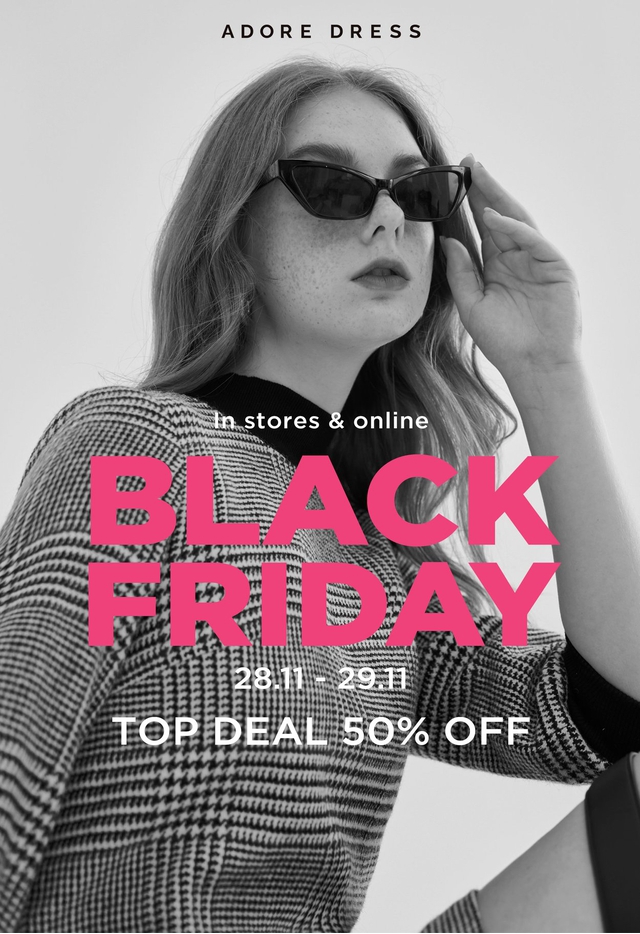 ADORE DRESS
In stores & online
BLACK
FRIDAY
28.11 - 29.11
TOP DEAL 50% OFF